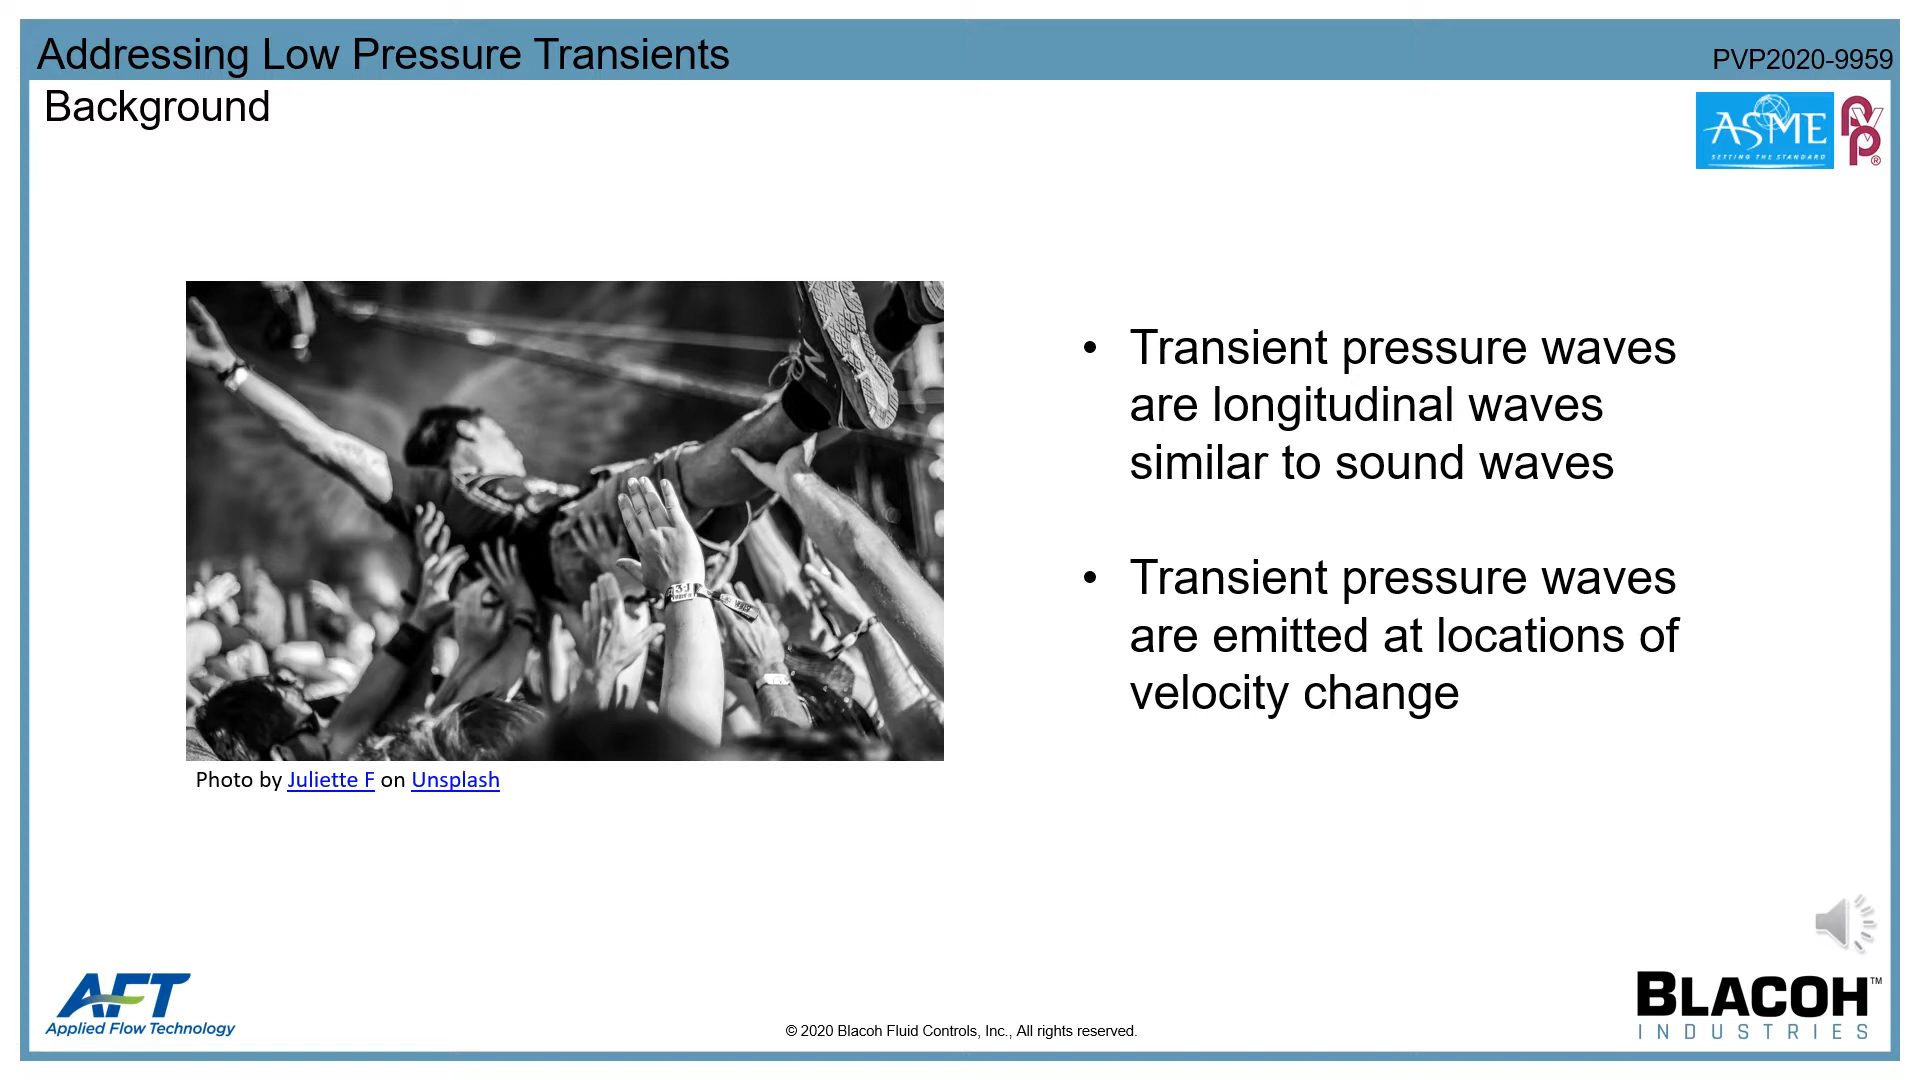 Addressing Low Pressure Transients
PVP2020-9959
Background
ASME
SETTING THE STANDARD
PVP®
• Transient pressure waves
are longitudinal waves
similar to sound waves
• Transient pressure waves
are emitted at locations of
velocity change
Photo by Juliette F on Unsplash
AFT
Applied Flow Technology
© 2020 Blacoh Fluid Controls, Inc., All rights reserved.
BLACOH™
INDUSTRIES